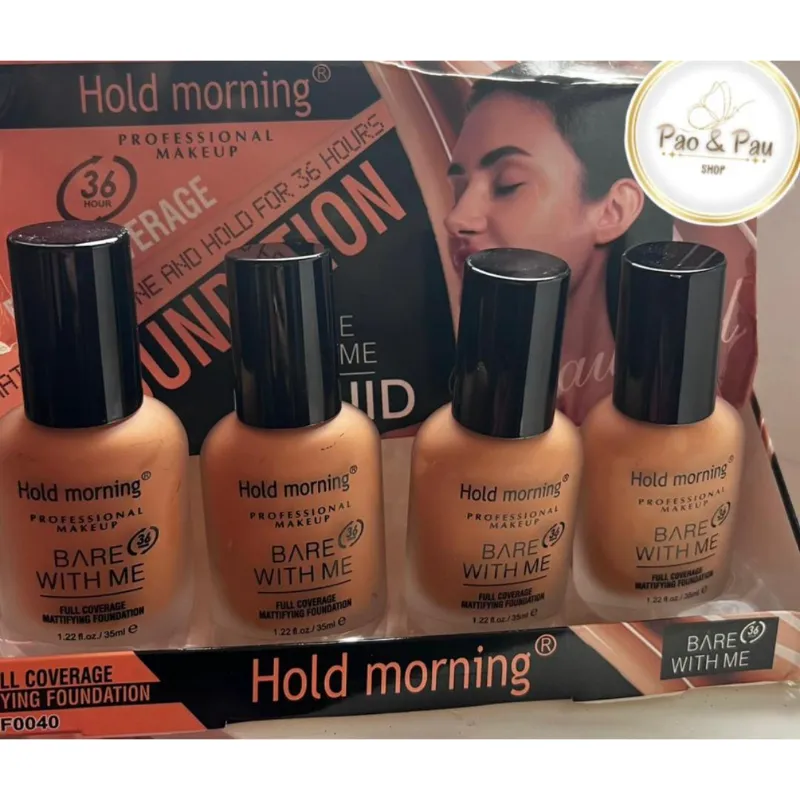 Hold morning®
PROFESSIONAL
MAKEUP
36
HOUR
ERAGE
NE AND HOLD FOR 36 HOURS
UND TION
E
ME
ID
Pao & Pau
SHOP
Hold morning®
PROFESSIONAL
MAKEUP
BARE 36
WITH ME
FULL COVERAGE
MATTIFYING FOUNDATION
1.22 fl.oz./35ml ℮
Hold morning®
PROFESSIONAL
MAKEUP
BARE 36
WITH ME
FULL COVERAGE
MATTIFYING FOUNDATION
1.22 fl.oz./35ml ℮
Hold morning®
PROFESSIONAL
MAKEUP
BARE 36
WITH ME
FULL COVERAGE
MATTIFYING FOUNDATION
1.22 fl.oz./35ml ℮
Hold morning®
PROFESSIONAL
MAKEUP
BARE 36
WITH ME
FULL COVERAGE
MATTIFYING FOUNDATION
1.22 fl.oz./35ml ℮
LL COVERAGE
YING FOUNDATION
F0040
Hold morning®
BARE 36
WITH ME